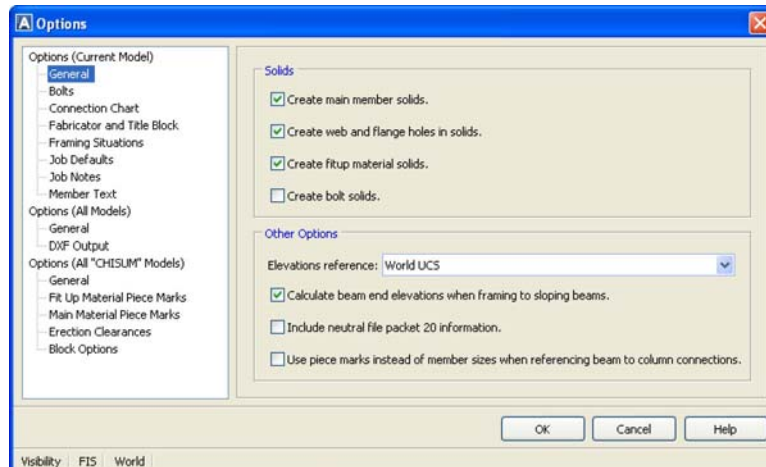 Options
Options (Current Model)
General
Bolts
Connection Chart
Fabricator and Title Block
Framing Situations
Job Defaults
Job Notes
Member Text
Options (All Models)
General
DXF Output
Options (All "CHISUM" Models)
General
Fit Up Material Piece Marks
Main Material Piece Marks
Erection Clearances
Block Options
Solids
Create main member solids.
Create web and flange holes in solids.
Create fitup material solids.
Create bolt solids.
Other Options
Elevations reference: World UCS
Calculate beam end elevations when framing to sloping beams.
Include neutral file packet 20 information.
Use piece marks instead of member sizes when referencing beam to column connections.
OK Cancel Help
Visibility FIS World